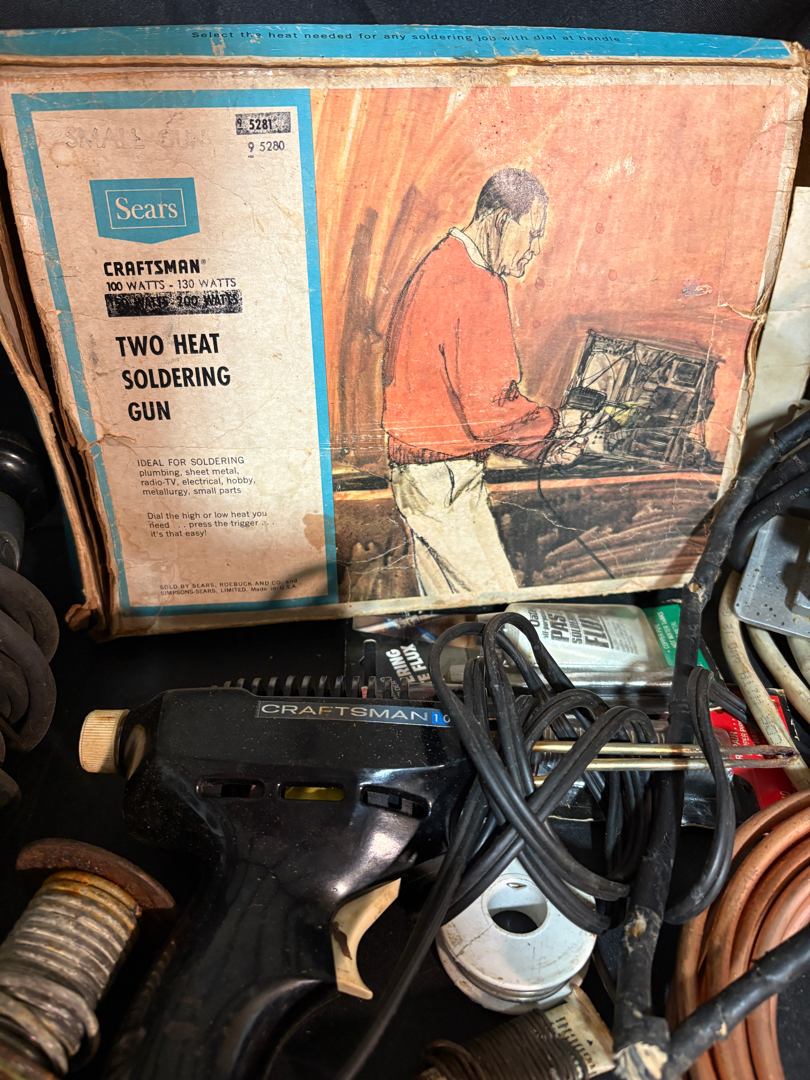 Select the heat needed for any soldering job with dial at handle
SMALL GUN
9 5281
9 5280
Sears
CRAFTSMAN®
100 WATTS - 130 WATTS
150 WATTS - 200 WATTS
TWO HEAT
SOLDERING
GUN
IDEAL FOR SOLDERING
plumbing, sheet metal,
radio-TV, electrical, hobby,
metallurgy, small parts
Dial the high or low heat you
need . . press the trigger . . .
it's that easy!
SOLD BY SEARS, ROEBUCK AND CO. and
SIMPSONS-SEARS, LIMITED. Made in U.S.A.
FLUX
CRAFTSMAN 10